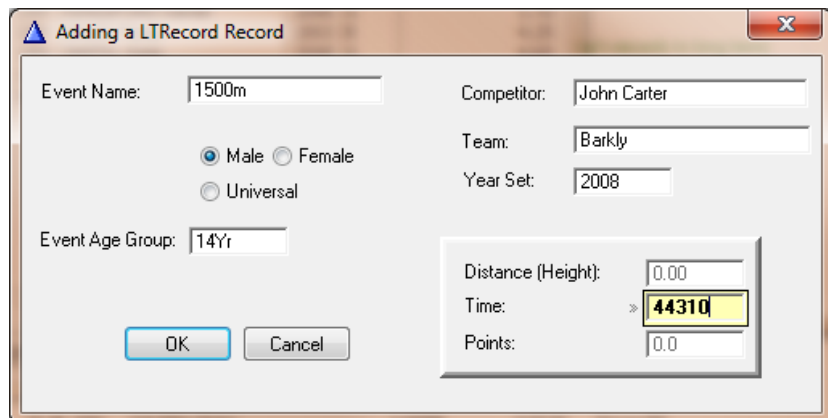 Adding a LTRecord Record
Event Name: 1500m
Male Female
Universal
Event Age Group: 14Yr
OK Cancel
Competitor: John Carter
Team: Barkly
Year Set: 2008
Distance (Height): 0.00
Time: » 44310
Points: 0.0